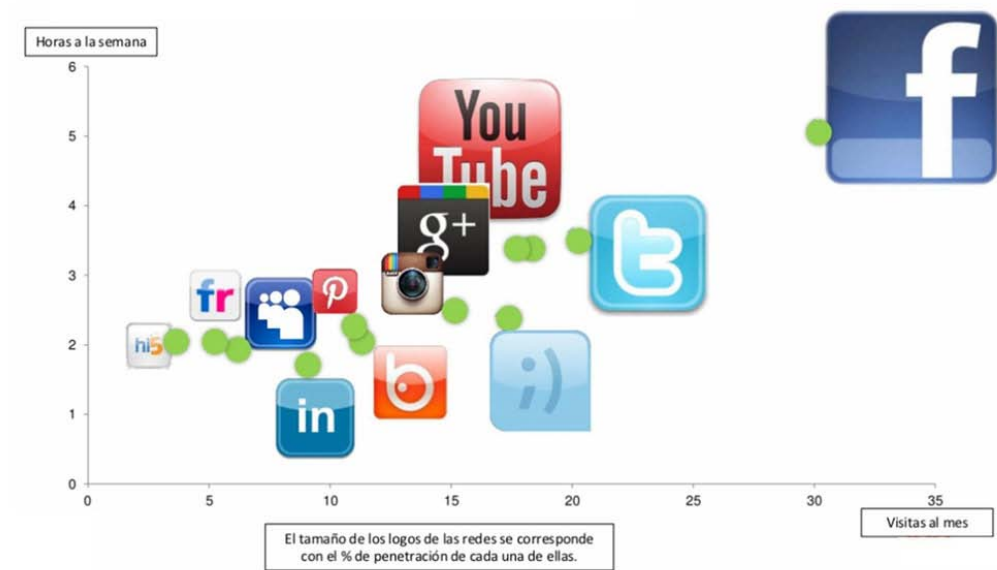 Horas a la semana
6
5
4
3
2
1
0
0 5 10 15 20 25 30 35
You
Tube
f
g+
fr
hi5
in
t
;)
Visitas al mes
El tamaño de los logos de las redes se corresponde
con el % de penetración de cada una de ellas.